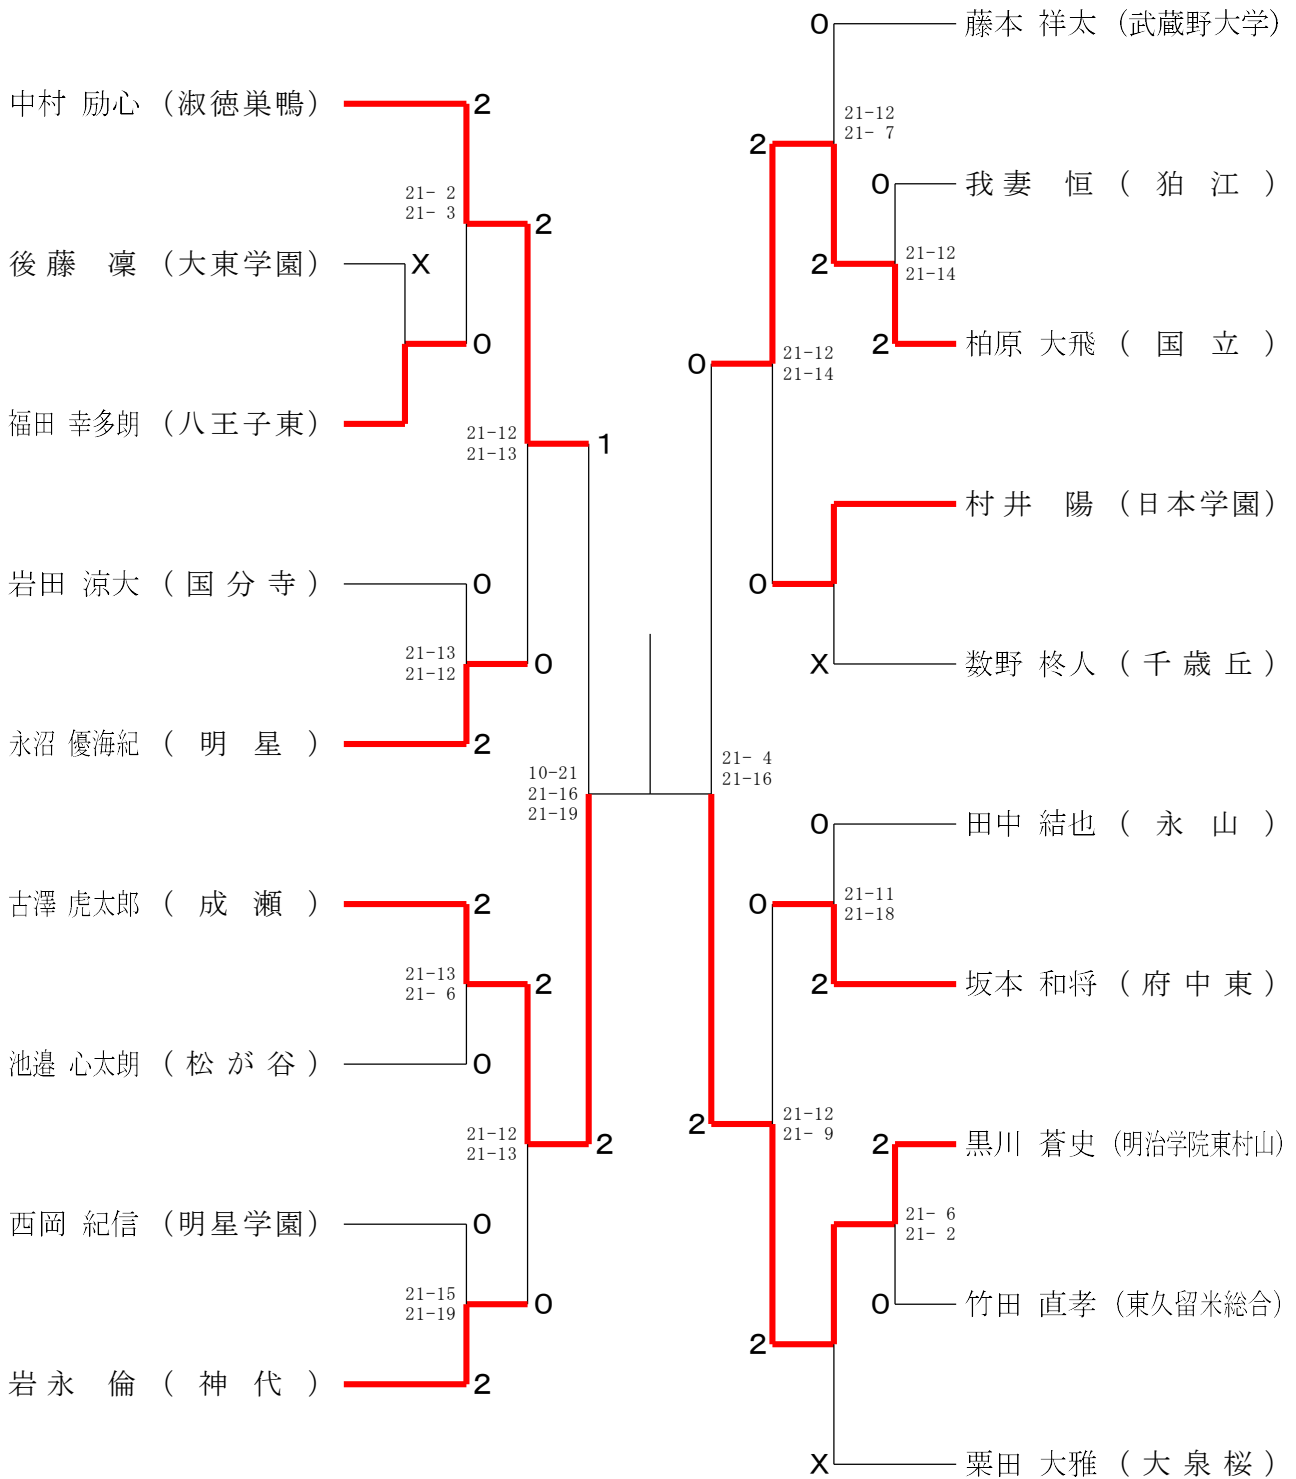 中村 励心 (淑徳巣鴨)
2
21- 2
21- 3
2
後藤 凜 (大東学園)
X
0
福田 幸多朗 (八王子東)
21-12
21-13
1
岩田 涼大 (国分寺)
0
21-13
21-12
0
永沼 優海紀 (明星)
2
10-21
21-16
21-19
古澤 虎太郎 (成瀬)
2
21-13
21- 6
2
池邉 心太朗 (松が谷)
0
21-12
21-13
2
西岡 紀信 (明星学園)
0
21-15
21-19
0
岩永 倫 (神代)
2
0
藤本 祥太 (武蔵野大学)
21-12
21- 7
2
0
我妻 恒 (狛江)
2
21-12
21-14
2
柏原 大飛 (国立)
0
21-12
21-14
村井 陽 (日本学園)
0
X
数野 柊人 (千歳丘)
21- 4
21-16
0
田中 結也 (永山)
0
21-11
21-18
2
坂本 和将 (府中東)
2
21-12
21- 9
2
黒川 蒼史 (明治学院東村山)
21- 6
21- 2
0
竹田 直孝 (東久留米総合)
2
X
粟田 大雅 (大泉桜)